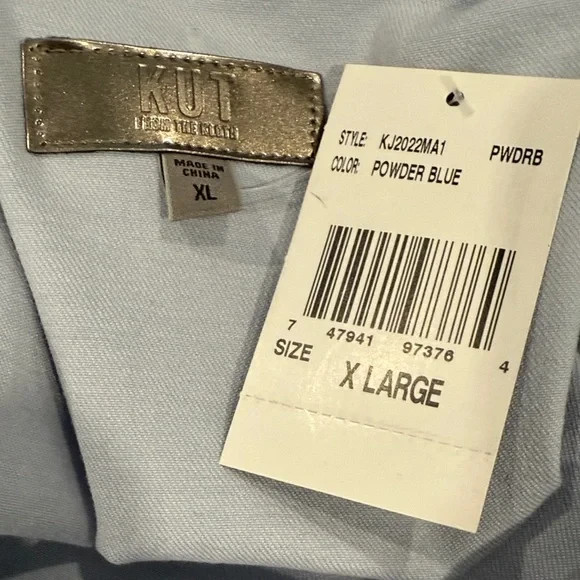 KUT
FROM THE KLOTH
MADE IN
CHINA
XL
STYLE: KJ2022MA1 PWDRB
COLOR: POWDER BLUE
7 47941 97376 4
SIZE X LARGE